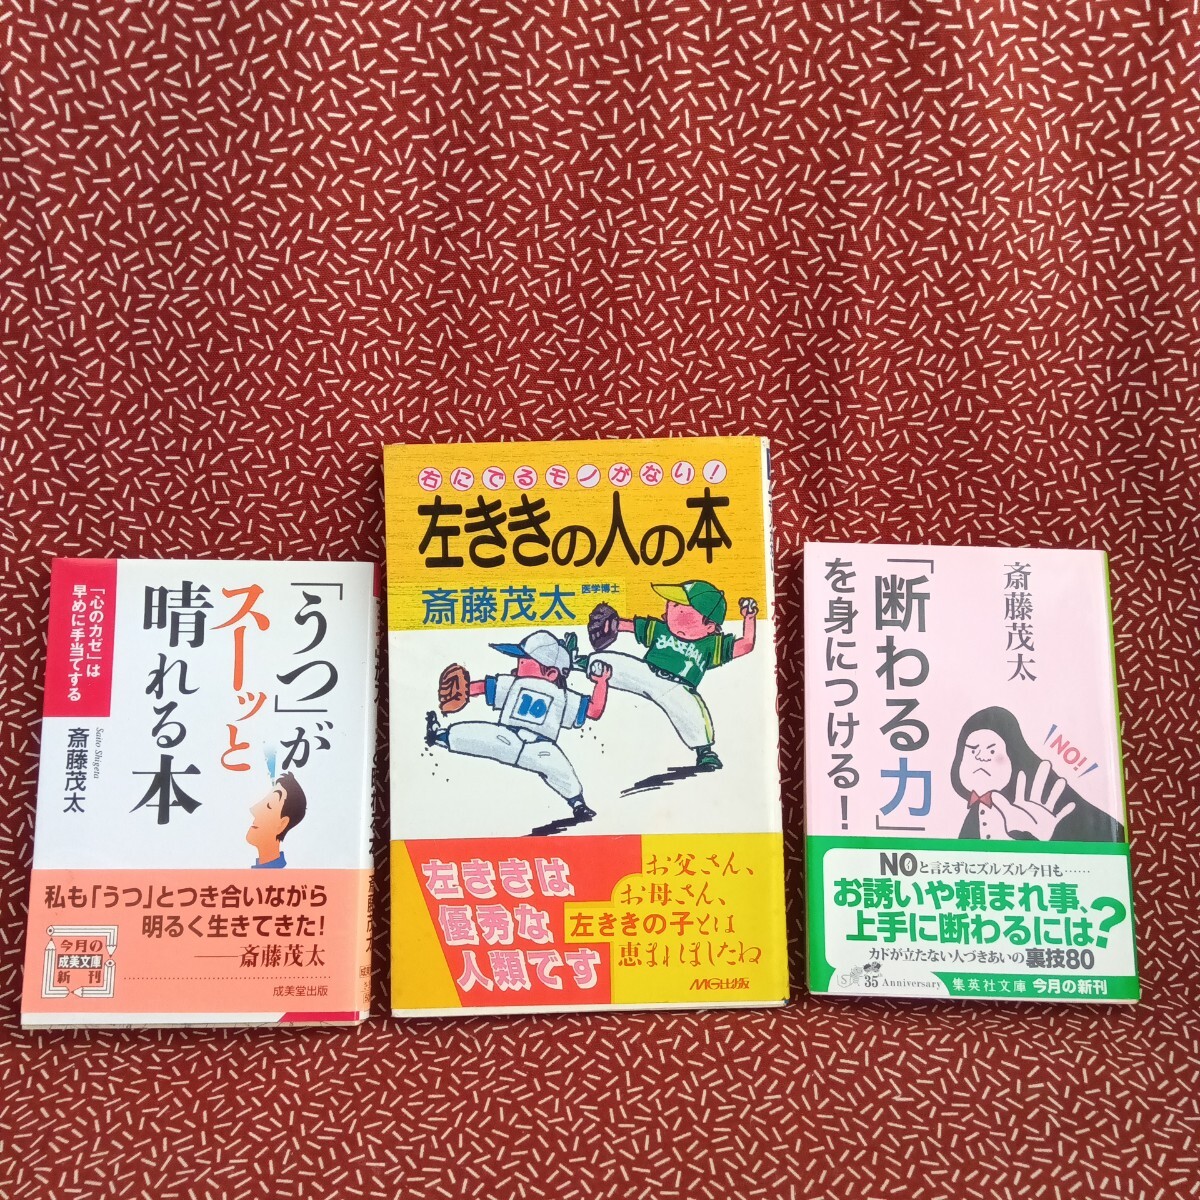 「心のカゼ」は
早めに手当てする
「うつ」が
スーッと
晴れる本
Saito Shigeta
斎藤茂太
私も「うつ」とつき合いながら
明るく生きてきた!
──斎藤茂太
今月の
成美文庫
新刊
成美堂出版
右にでるモノがない!
左ききの人の本
医学博士
斎藤茂太
BASEBALL
1
10
左ききは
優秀な
人類です
お父さん、
お母さん、
左ききの子とは
恵まれましたね
MG出版
斎藤茂太
「断わる力」
を身につける!
NO!
NOと言えずにズルズル今日も……
お誘いや頼まれ事、
上手に断わるには?
カドが立たない人づきあいの裏技80
35 Anniversary
集英社文庫 今月の新刊